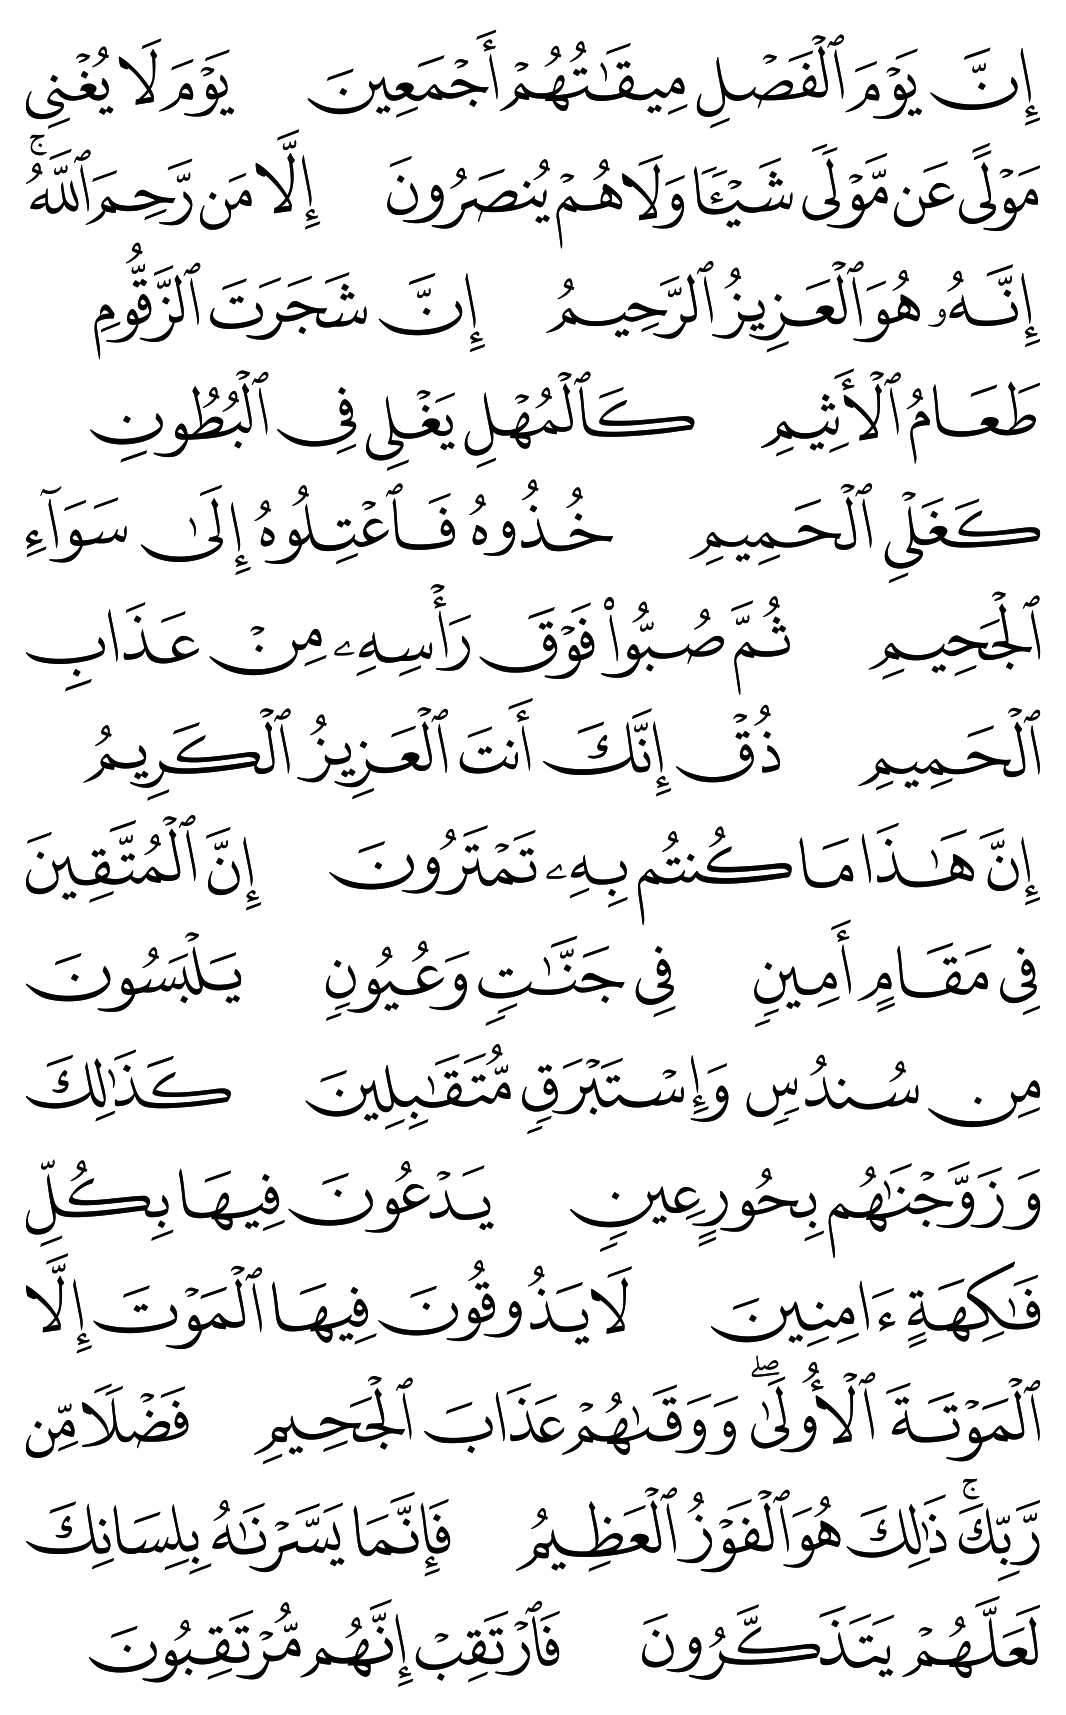 إِنَّ يَوۡمَ ٱلۡفَصۡلِ مِيقَٰتُهُمۡ أَجۡمَعِينَ يَوۡمَ لَا يُغۡنِي
مَوۡلًى عَن مَّوۡلَى شَيۡـًٔا وَلَا هُمۡ يُنصَرُونَ إِلَّا مَن رَّحِمَ ٱللَّهُۚ
إِنَّهُۥ هُوَ ٱلۡعَزِيزُ ٱلرَّحِيمُ إِنَّ شَجَرَتَ ٱلزَّقُّومِ
طَعَامُ ٱلۡأَثِيمِ كَٱلۡمُهۡلِ يَغۡلِي فِي ٱلۡبُطُونِ
كَغَلۡيِ ٱلۡحَمِيمِ خُذُوهُ فَٱعۡتِلُوهُ إِلَىٰ سَوَآءِ
ٱلۡجَحِيمِ ثُمَّ صُبُّواْ فَوۡقَ رَأۡسِهِۦ مِنۡ عَذَابِ
ٱلۡحَمِيمِ ذُقۡ إِنَّكَ أَنتَ ٱلۡعَزِيزُ ٱلۡكَرِيمُ
إِنَّ هَٰذَا مَا كُنتُم بِهِۦ تَمۡتَرُونَ إِنَّ ٱلۡمُتَّقِينَ
فِي مَقَامٍ أَمِينٖ فِي جَنَّٰتٖ وَعُيُونٖ يَلۡبَسُونَ
مِن سُندُسٖ وَإِسۡتَبۡرَقٖ مُّتَقَٰبِلِينَ كَذَٰلِكَ
وَزَوَّجۡنَٰهُم بِحُورٍ عِينٖ يَدۡعُونَ فِيهَا بِكُلِّ
فَٰكِهَةٍ ءَامِنِينَ لَا يَذُوقُونَ فِيهَا ٱلۡمَوۡتَ إِلَّا
ٱلۡمَوۡتَةَ ٱلۡأُولَىٰۖ وَوَقَىٰهُمۡ عَذَابَ ٱلۡجَحِيمِ فَضۡلٗا مِّن
رَّبِّكَۚ ذَٰلِكَ هُوَ ٱلۡفَوۡزُ ٱلۡعَظِيمُ فَإِنَّمَا يَسَّرۡنَٰهُ بِلِسَانِكَ
لَعَلَّهُمۡ يَتَذَكَّرُونَ فَٱرۡتَقِبۡ إِنَّهُم مُّرۡتَقِبُونَ